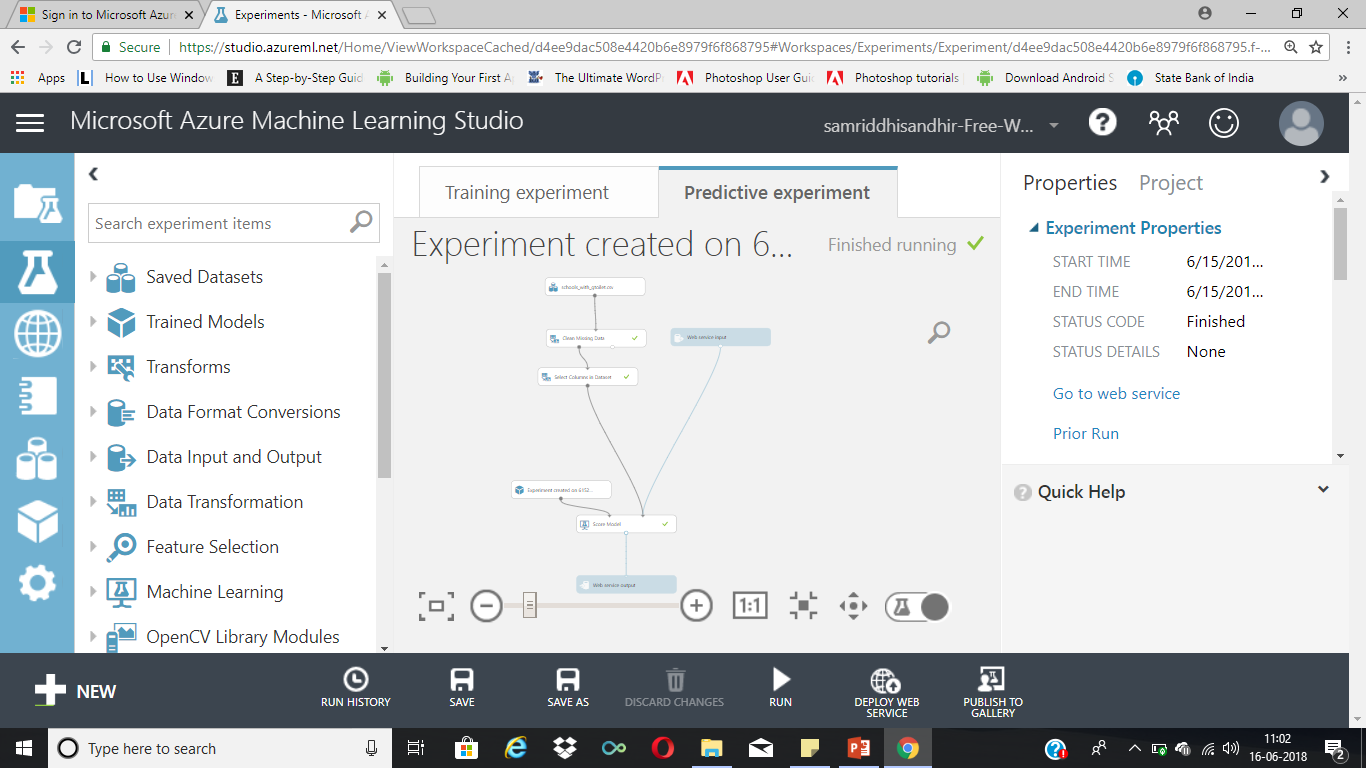 Sign in to Microsoft Azur
Experiments - Microsoft A
Secure
https://studio.azureml.net/Home/ViewWorkspaceCached/d4ee9dac508e4420b6e8979f6f868795#Workspaces/Experiments/Experiment/d4ee9dac508e4420b6e8979f6f868795.f-...
Apps
How to Use Window
A Step-by-Step Guid
Building Your First A
The Ultimate WordP
Photoshop User Gui
Photoshop tutorials
Download Android S
State Bank of India
»
Microsoft Azure Machine Learning Studio
samriddhisandhir-Free-W...
Search experiment items
Saved Datasets
Trained Models
Transforms
Data Format Conversions
Data Input and Output
Data Transformation
Feature Selection
Machine Learning
OpenCV Library Modules
Training experiment
Predictive experiment
Experiment created on 6...
Finished running
schools_with_gtoilet.csv
Clean Missing Data
Web service input
Select Columns in Dataset
Experiment created on 6152...
Score Model
Web service output
1:1
Properties
Project
Experiment Properties
START TIME 6/15/201...
END TIME 6/15/201...
STATUS CODE Finished
STATUS DETAILS None
Go to web service
Prior Run
Quick Help
NEW
RUN HISTORY
SAVE
SAVE AS
DISCARD CHANGES
RUN
DEPLOY WEB
SERVICE
PUBLISH TO
GALLERY
Type here to search
11:02
16-06-2018
2